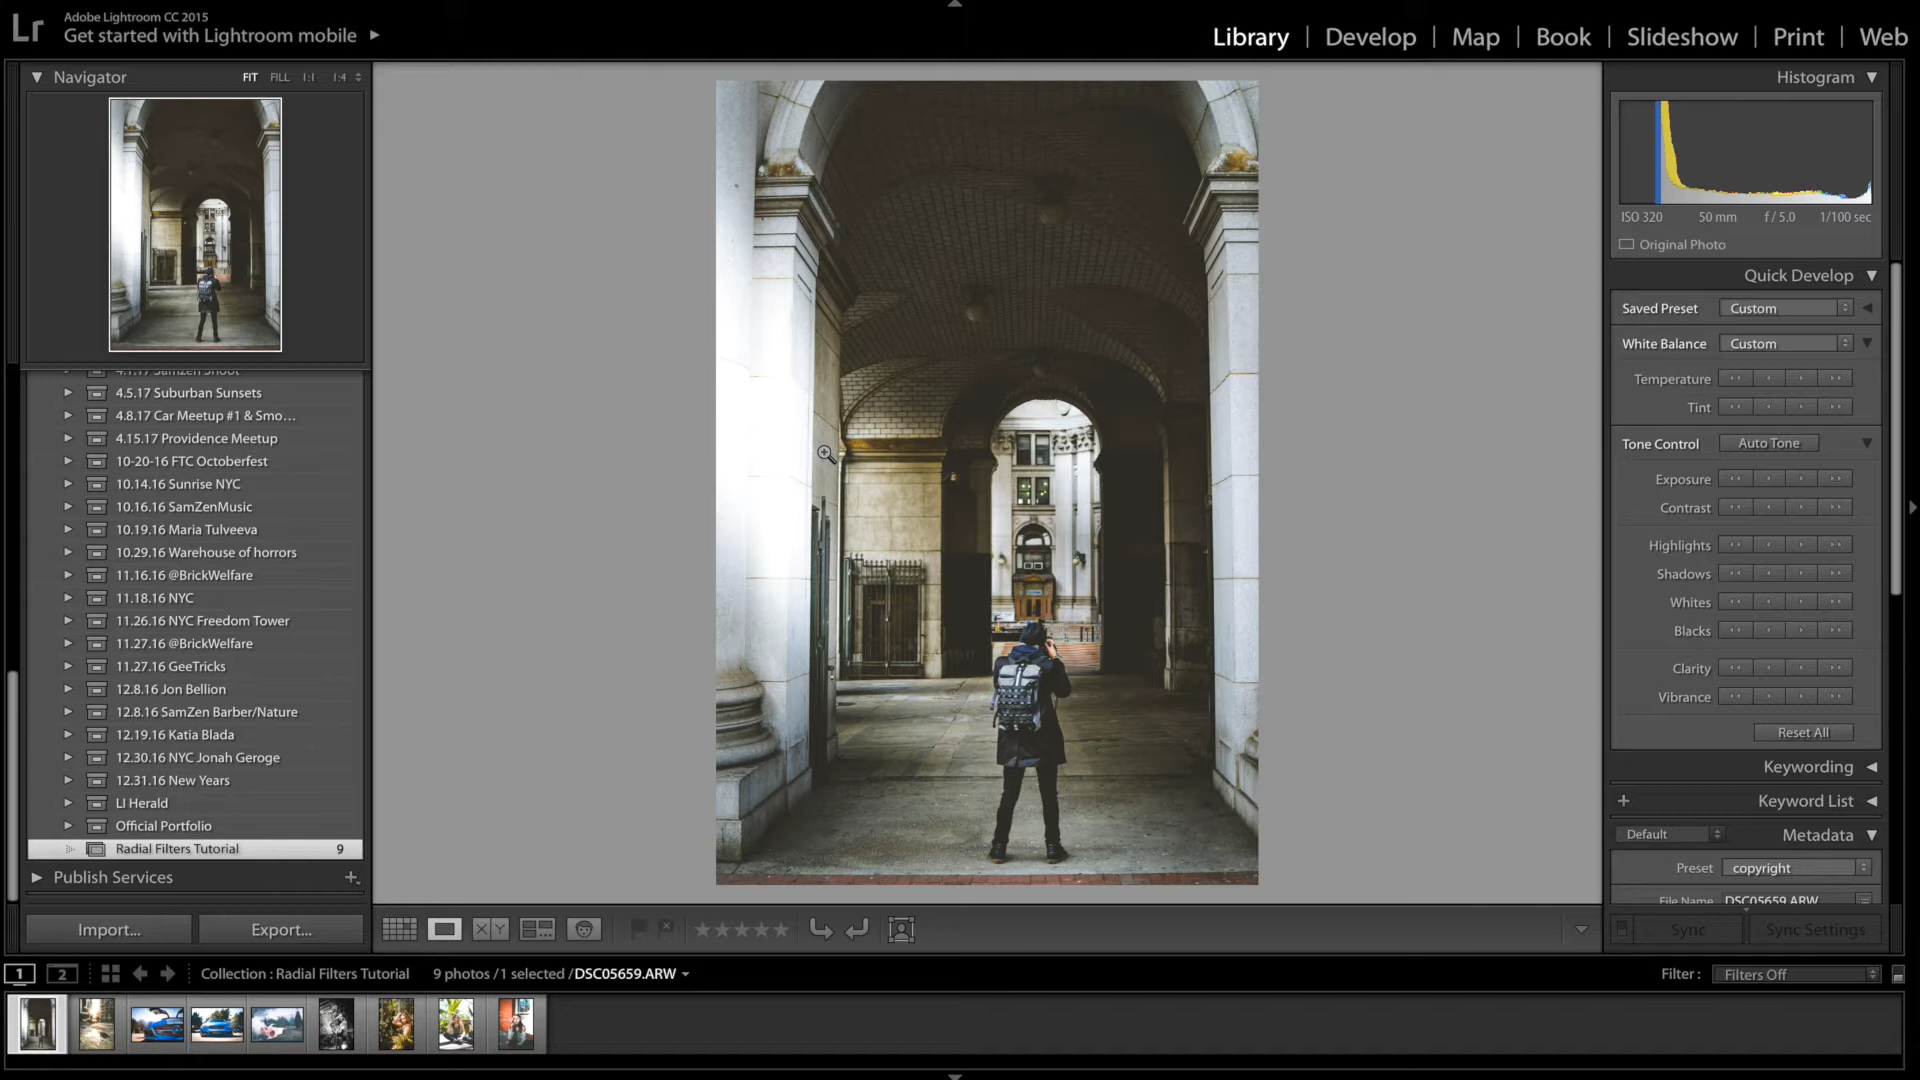 Lr
Adobe Lightroom CC 2015
Get started with Lightroom mobile
Library | Develop | Map | Book | Slideshow | Print | Web
Navigator FIT FILL 1:1 1:4
4.5.17 Suburban Sunsets
4.8.17 Car Meetup #1 & Smo…
4.15.17 Providence Meetup
10-20-16 FTC Octoberfest
10.14.16 Sunrise NYC
10.16.16 SamZenMusic
10.19.16 Maria Tulveeva
10.29.16 Warehouse of horrors
11.16.16 @BrickWelfare
11.18.16 NYC
11.26.16 NYC Freedom Tower
11.27.16 @BrickWelfare
11.27.16 GeeTricks
12.8.16 Jon Bellion
12.8.16 SamZen Barber/Nature
12.19.16 Katia Blada
12.30.16 NYC Jonah Geroge
12.31.16 New Years
LI Herald
Official Portfolio
Radial Filters Tutorial 9
Publish Services
Import... Export...
Histogram
ISO 320 50 mm f / 5.0 1/100 sec
Original Photo
Quick Develop
Saved Preset Custom
White Balance Custom
Temperature
Tint
Tone Control Auto Tone
Exposure
Contrast
Highlights
Shadows
Whites
Blacks
Clarity
Vibrance
Reset All
Keywording
Keyword List
Default Metadata
Preset copyright
File Name DSC05659.ARW
Sync Sync Settings
X Y
1 2 Collection : Radial Filters Tutorial 9 photos /1 selected /DSC05659.ARW
Filter : Filters Off